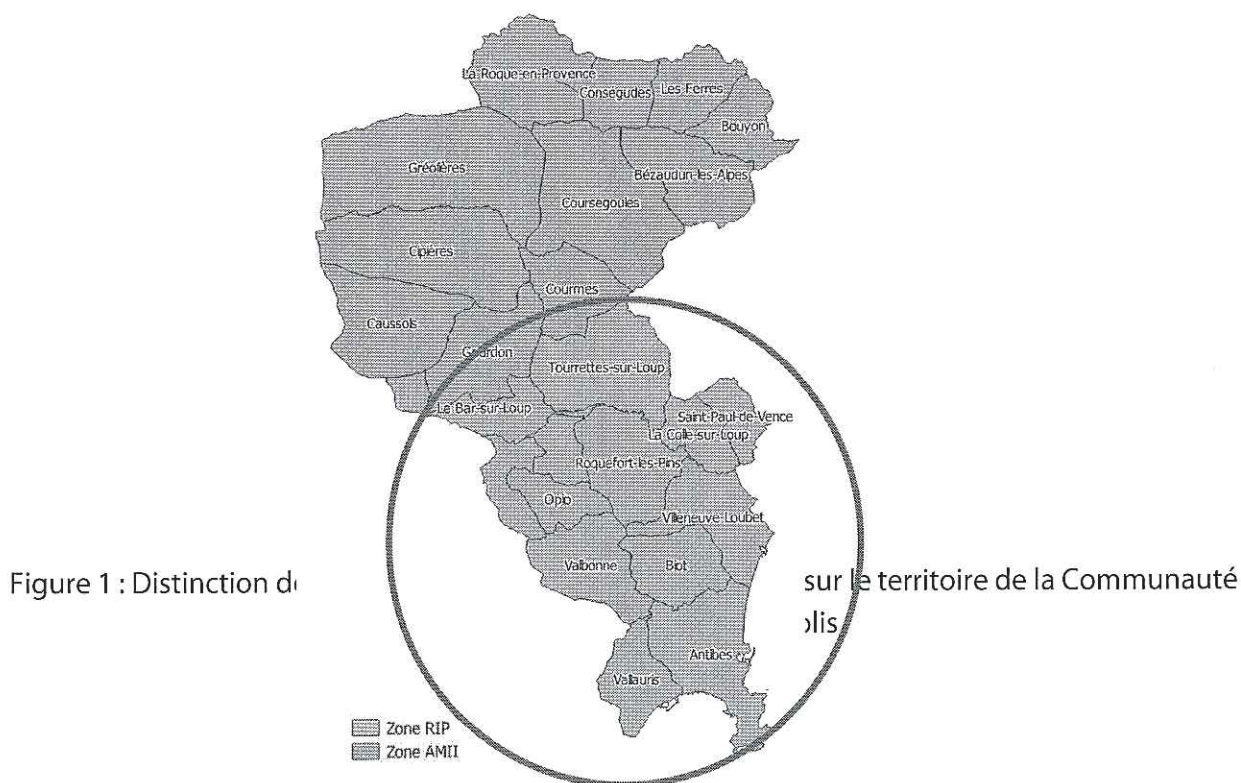 La Roque-en-Provence
Conségudes
Les Ferres
Bouyon
Gréolières
Bézaudun-les-Alpes
Coursegoules
Cipières
Courmes
Caussols
Gourdon
Tourrettes-sur-Loup
Le Bar-sur-Loup
Saint-Paul-de-Vence
La Colle-sur-Loup
Roquefort-les-Pins
Opio
Villeneuve-Loubet
Valbonne
Biot
Figure 1 : Distinction
sur le territoire de la Communauté
Antibes
Vallauris
Zone RIP
Zone AMII